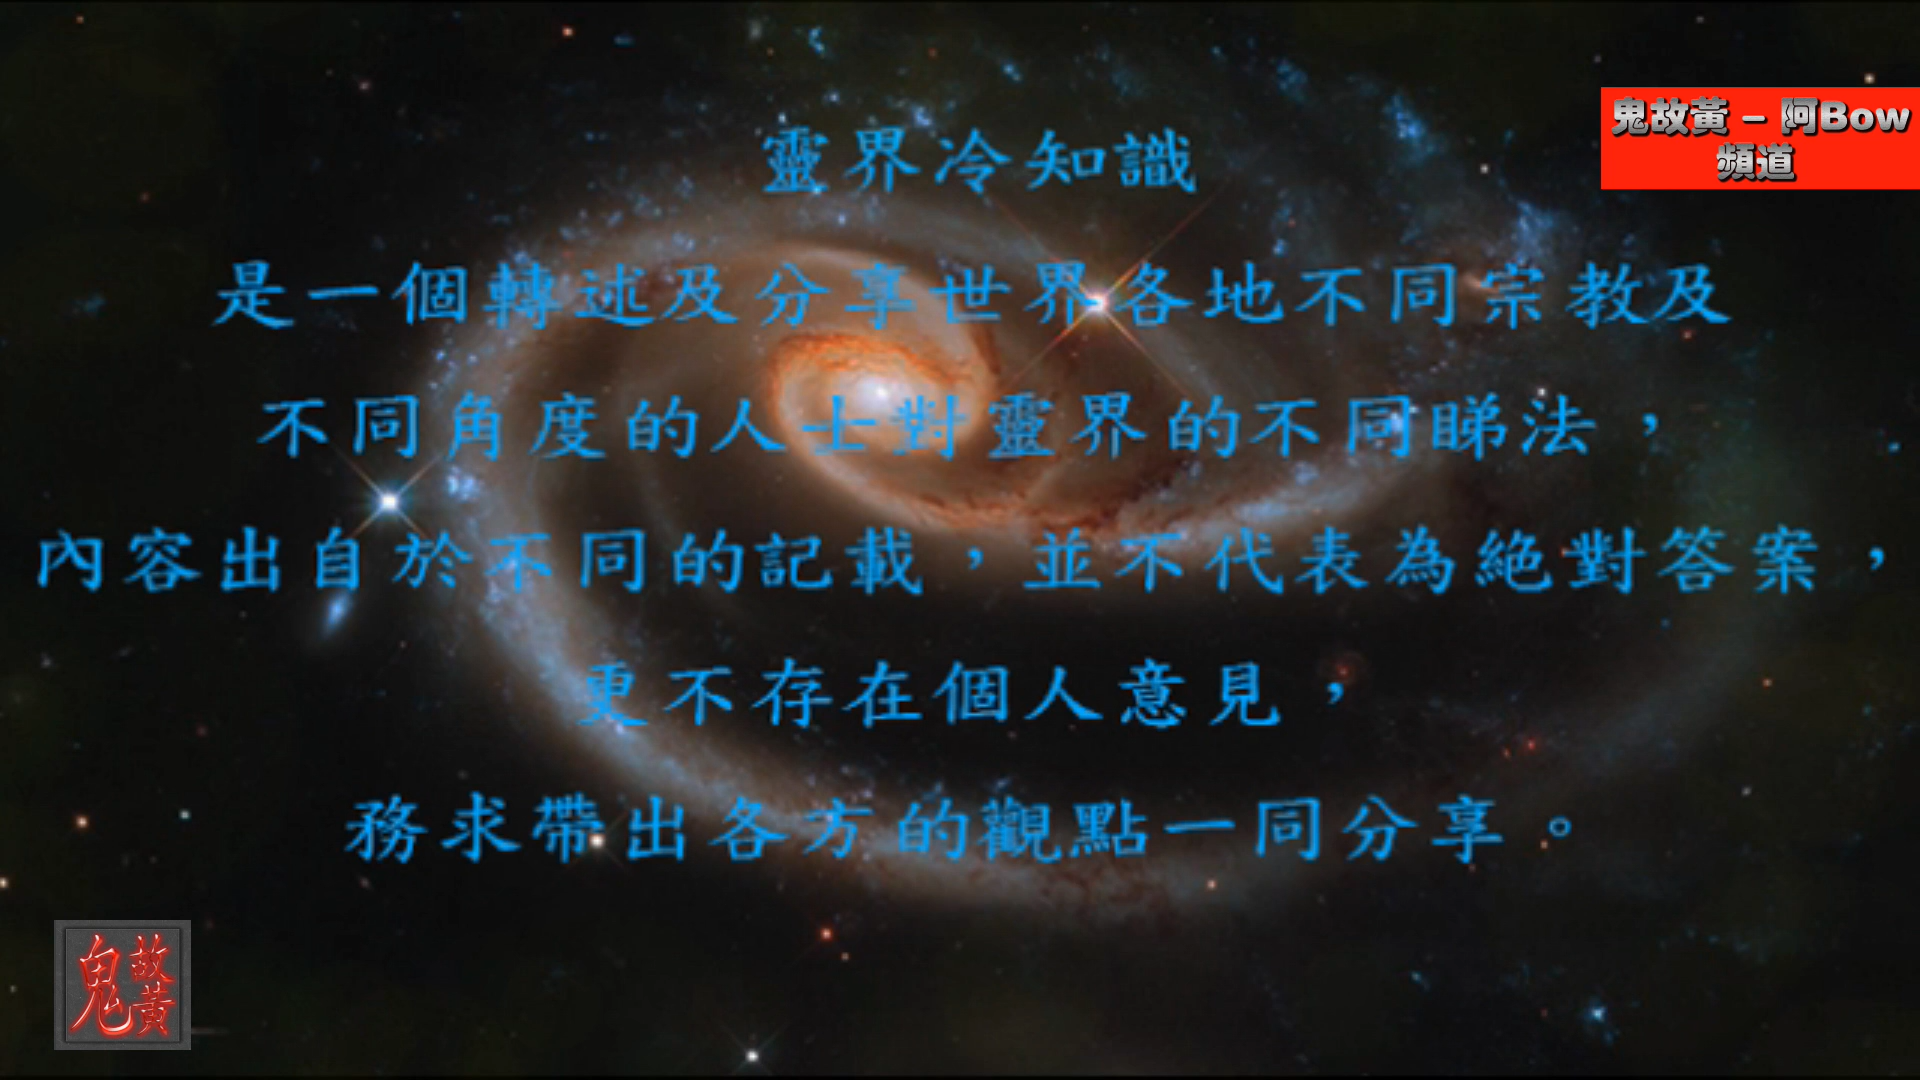 鬼故黃 – 阿Bow
頻道
靈界冷知識
是一個轉述及分享世界各地不同宗教及
不同角度的人士對靈界的不同睇法，
內容出自於不同的記載，並不代表為絕對答案，
更不存在個人意見，
務求帶出各方的觀點一同分享。
鬼故黃